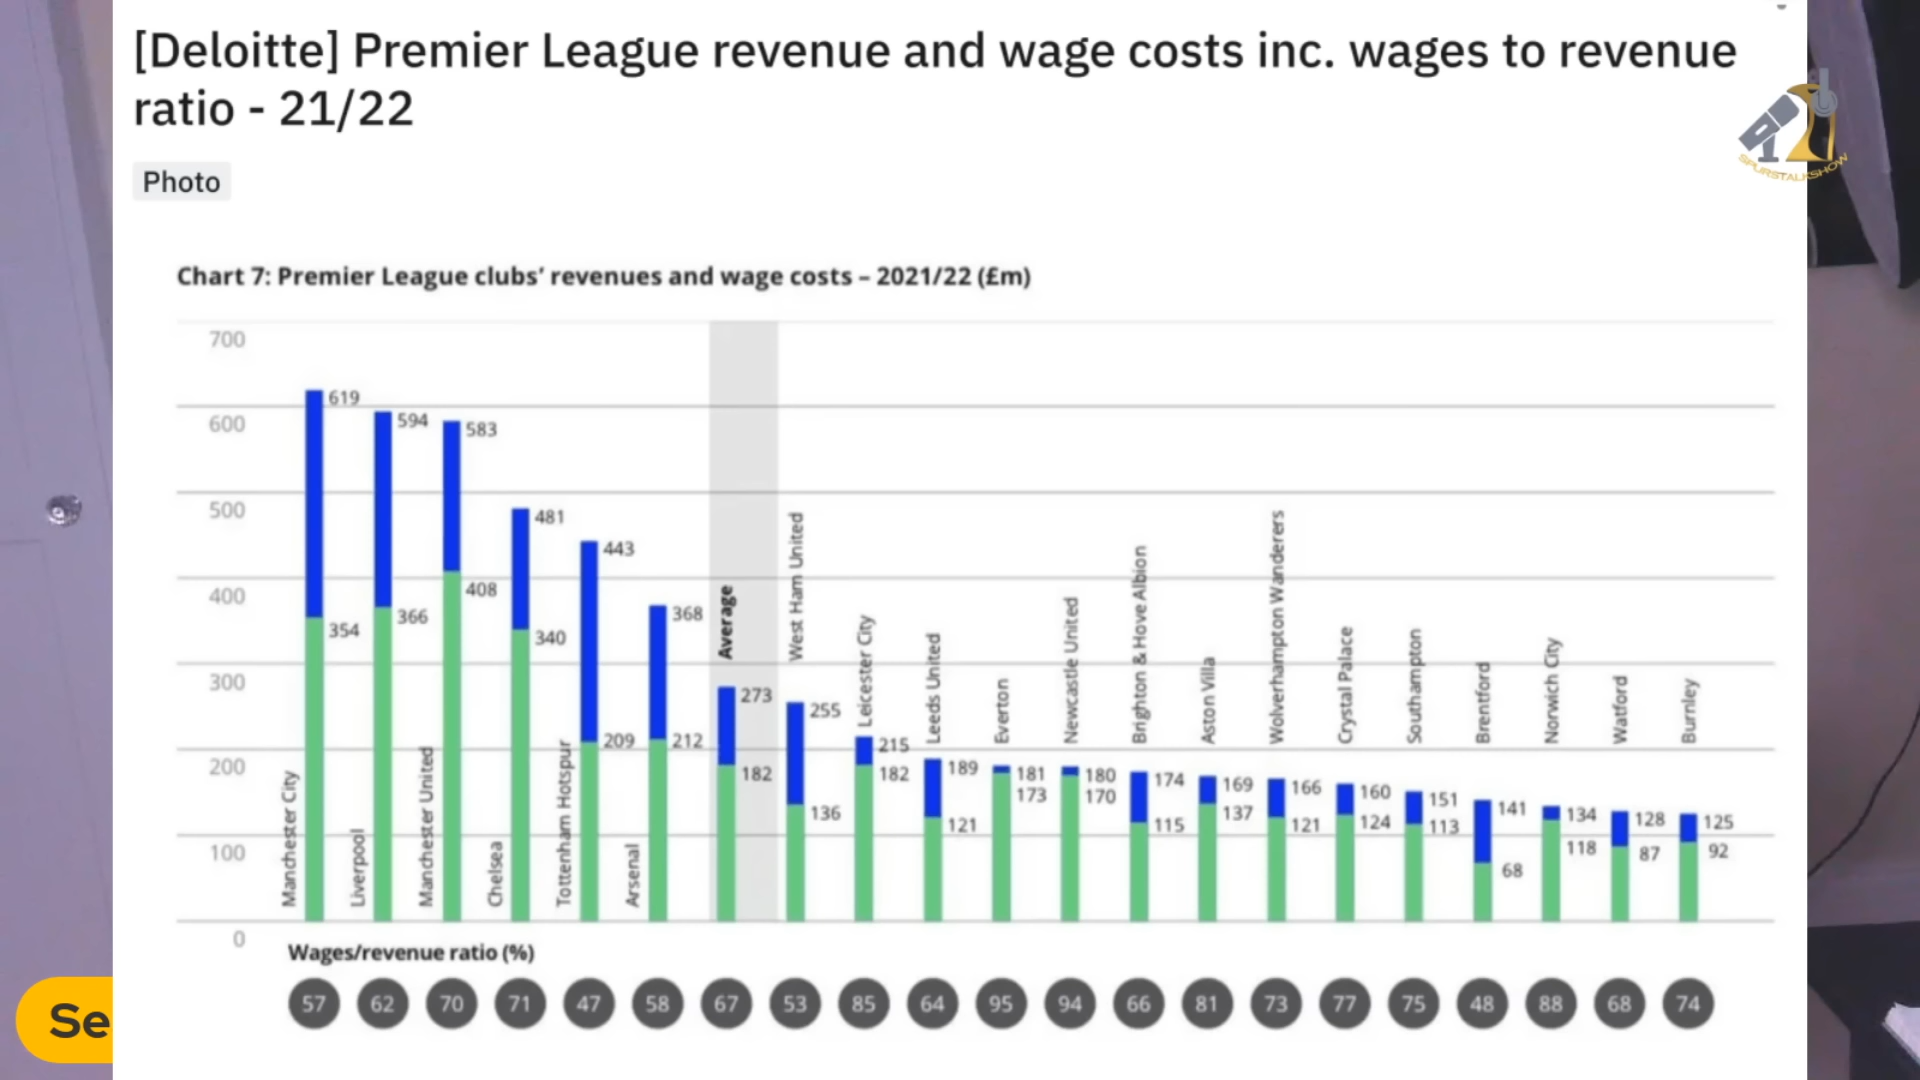 [Deloitte] Premier League revenue and wage costs inc. wages to revenue
ratio - 21/22
Photo
SPURSTALKSHOW
Chart 7: Premier League clubs’ revenues and wage costs – 2021/22 (£m)
700
600
500
400
300
200
100
0
Manchester City
619
354
Liverpool
594
366
Manchester United
583
408
Chelsea
481
340
Tottenham Hotspur
443
209
Arsenal
368
212
Average
273
182
West Ham United
255
136
Leicester City
215
182
Leeds United
189
121
Everton
181
173
Newcastle United
180
170
Brighton & Hove Albion
174
115
Aston Villa
169
137
Wolverhampton Wanderers
166
121
Crystal Palace
160
124
Southampton
151
113
Brentford
141
68
Norwich City
134
118
Watford
128
87
Burnley
125
92
Wages/revenue ratio (%)
57 62 70 71 47 58 67 53 85 64 95 94 66 81 73 77 75 48 88 68 74
Se